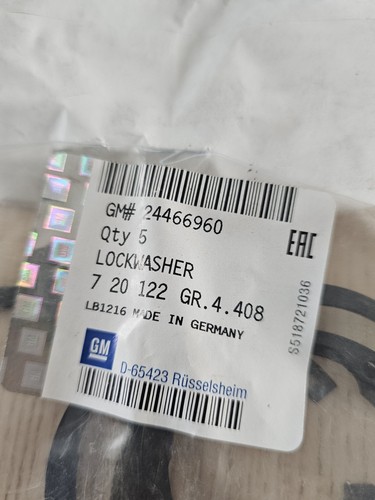 GM# 24466960
Qty 5
EAC
LOCKWASHER
7 20 122 GR.4.408
LB1216 MADE IN GERMANY
S518721036
GM
D-65423 Rüsselsheim